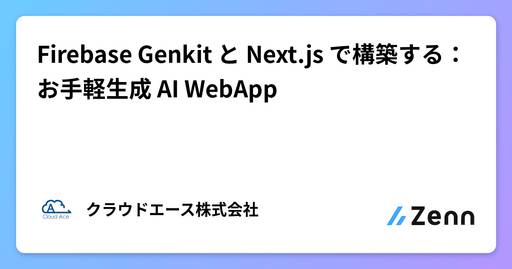 Firebase Genkit と Next.js で構築する：
お手軽生成 AI WebApp
A
Cloud Ace
クラウドエース株式会社
Zenn